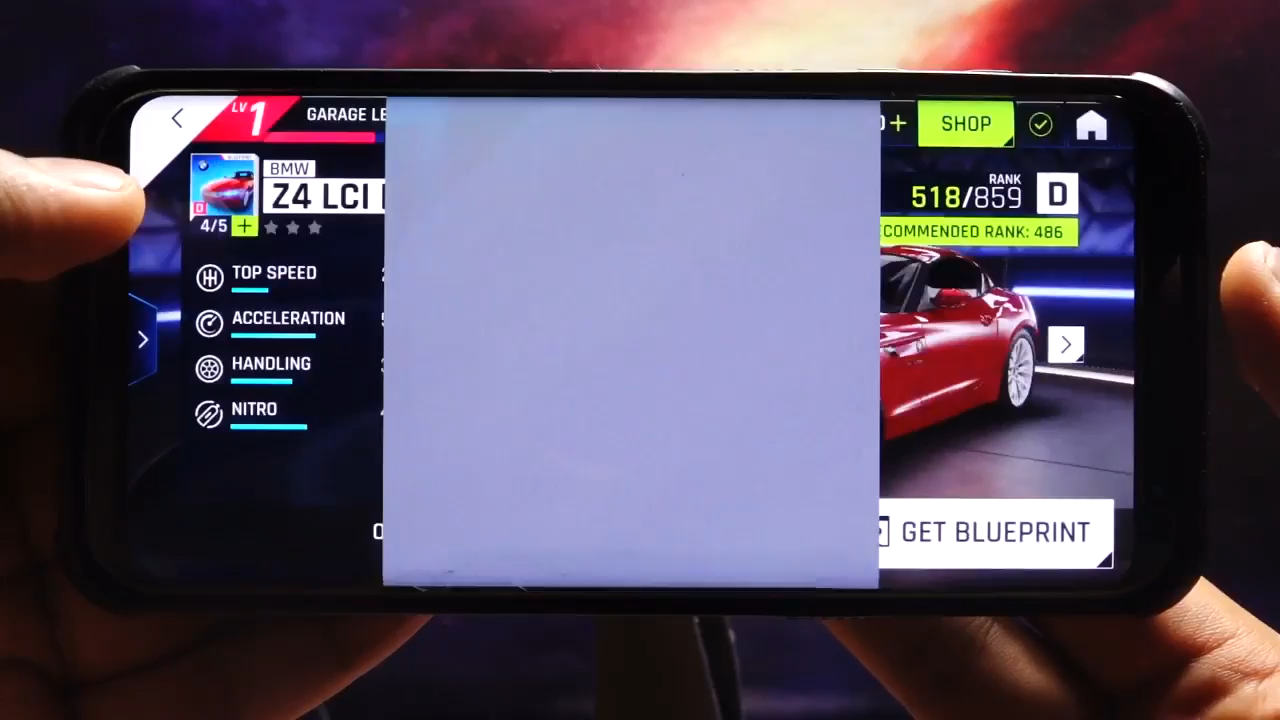 LV 1
GARAGE LE
SHOP
BMW
Z4 LCI
4/5
RANK
518/859 D
COMMENDED RANK: 486
TOP SPEED
ACCELERATION
HANDLING
NITRO
GET BLUEPRINT